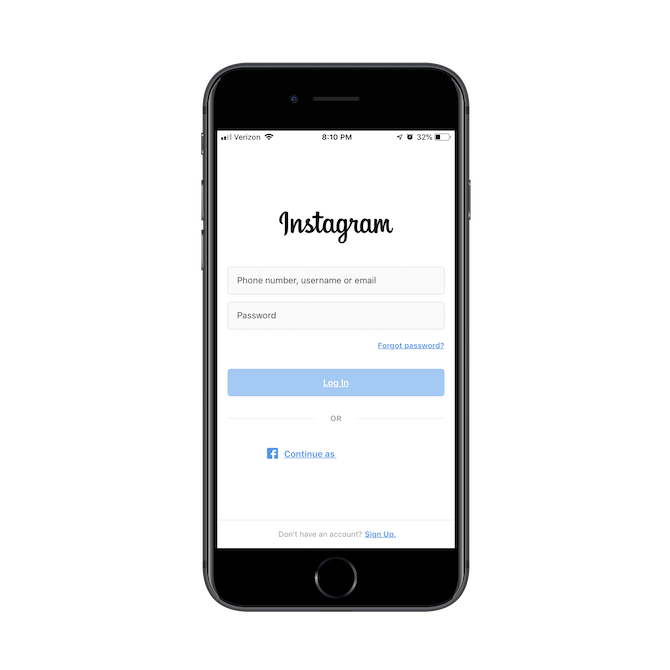 Verizon 8:10 PM 32%
Instagram
Phone number, username or email
Password
Forgot password?
Log In
OR
Continue as
Don't have an account? Sign Up.